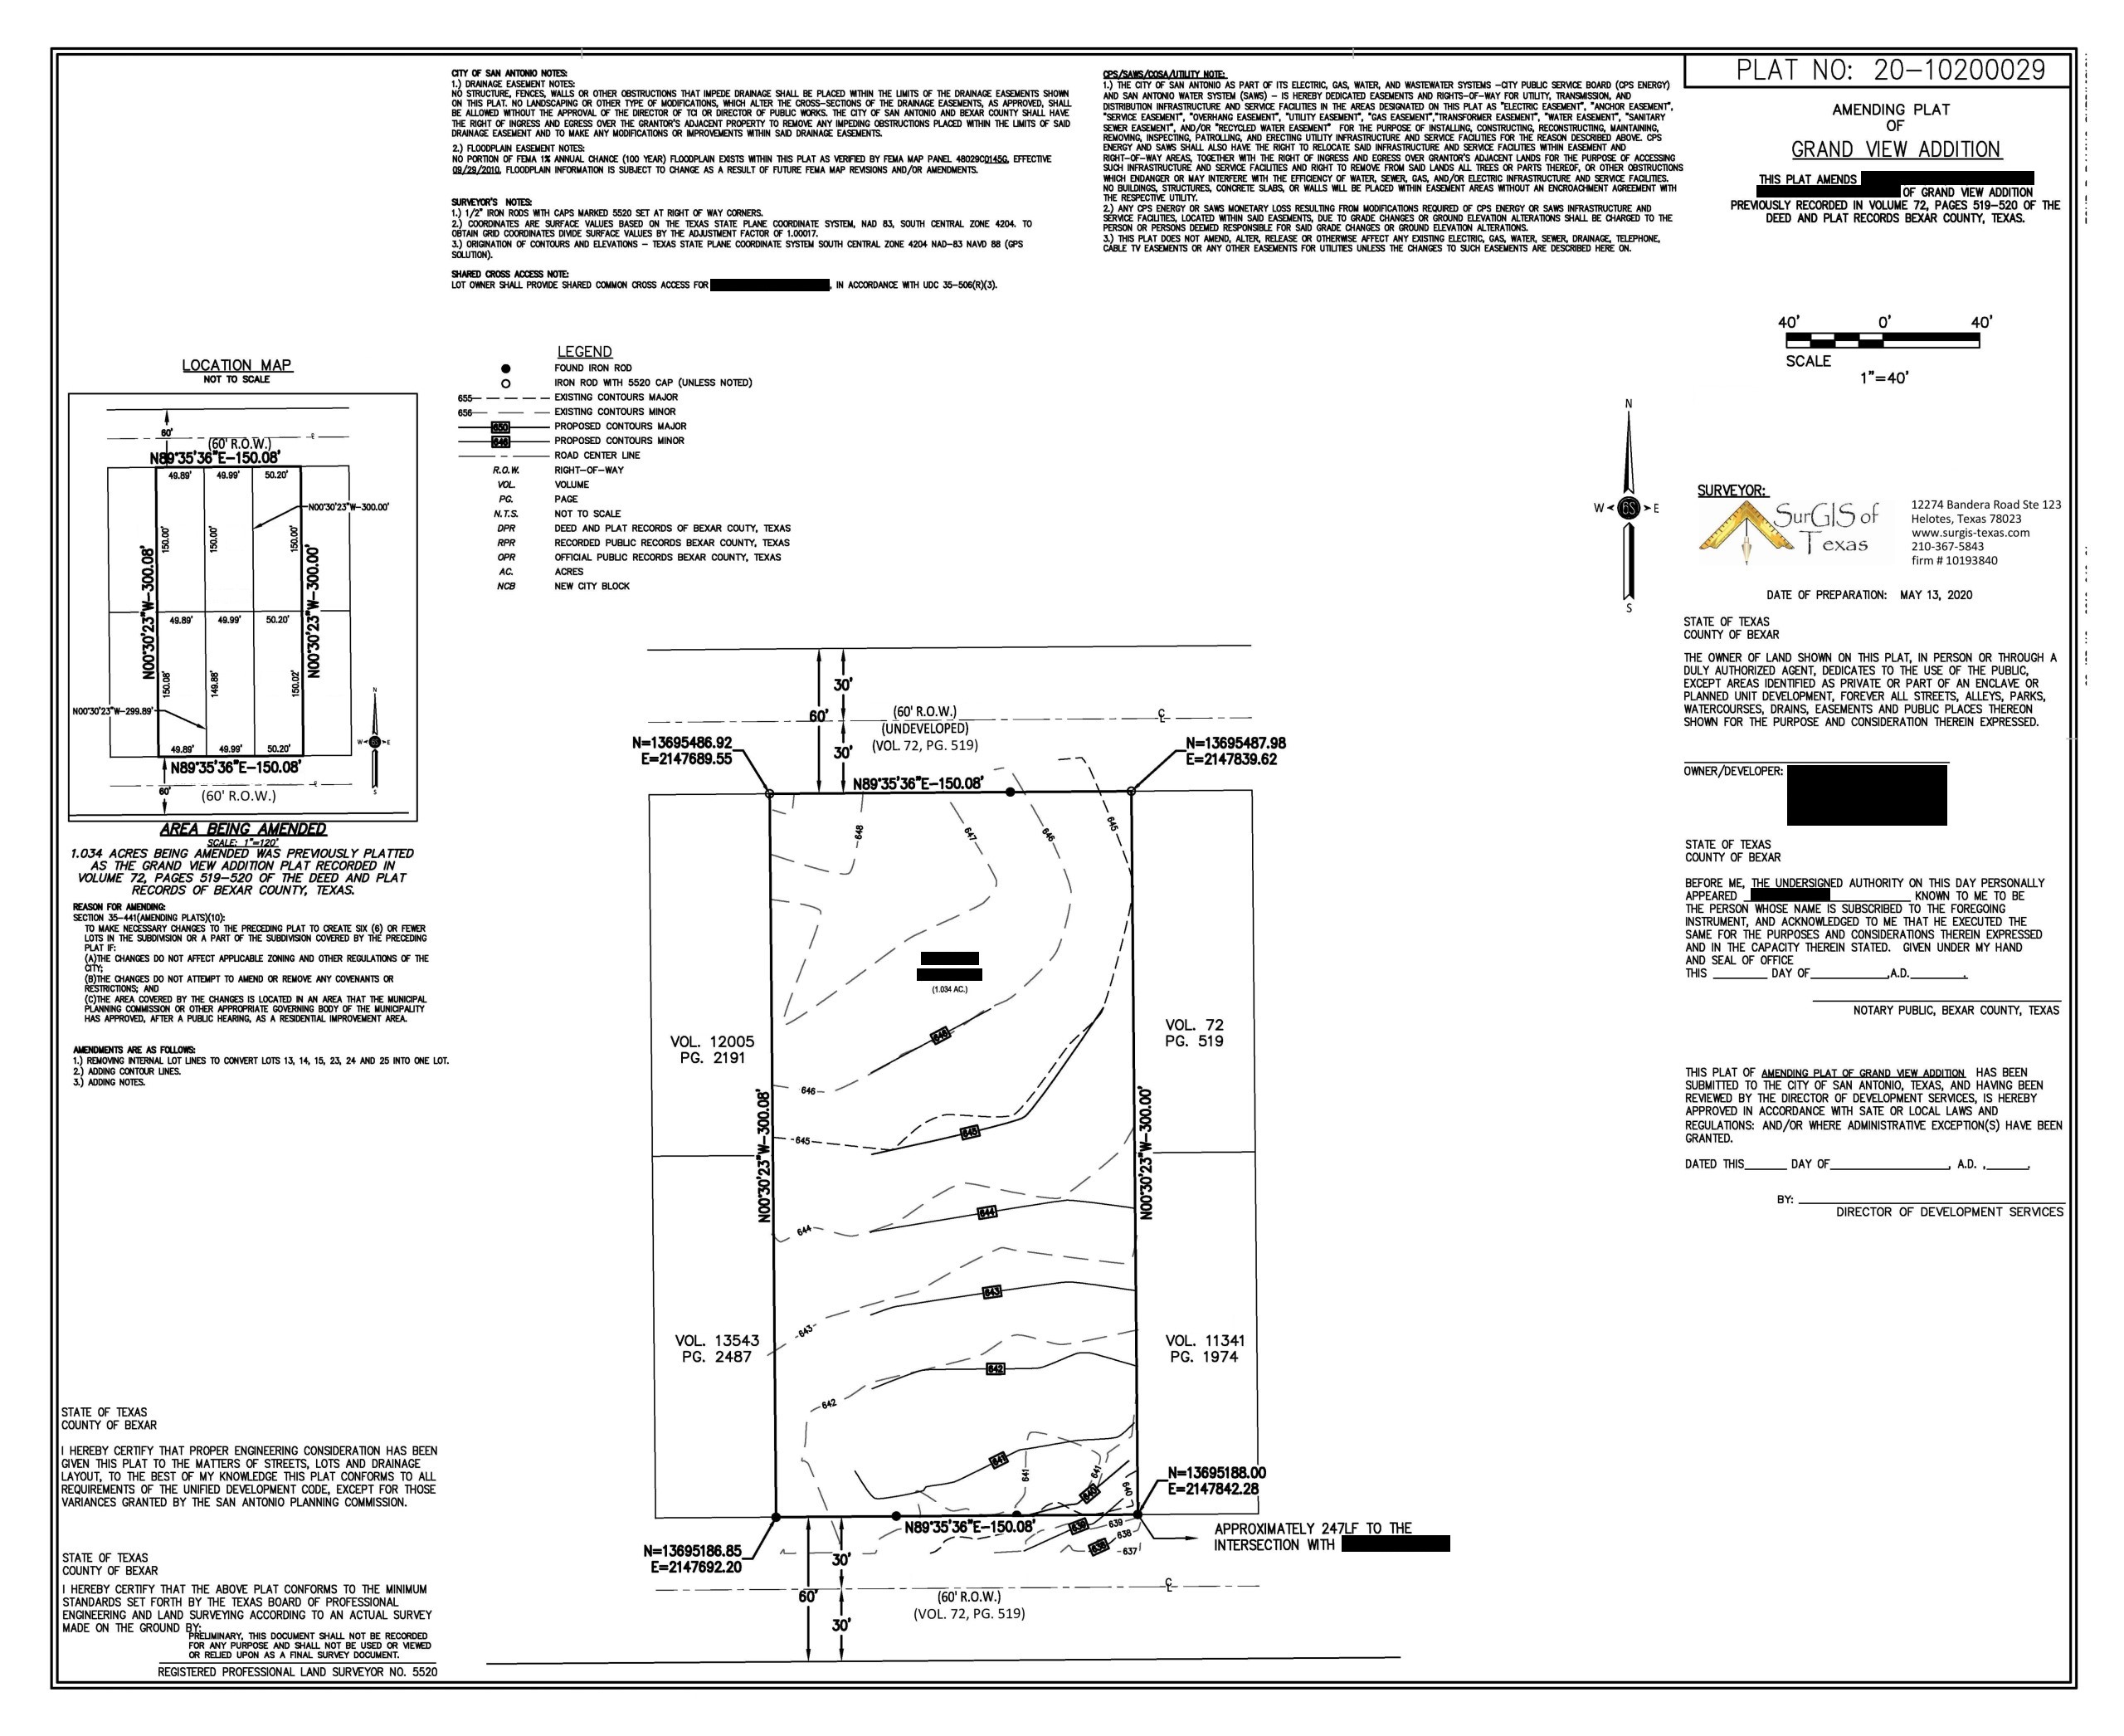 CITY OF SAN ANTONIO NOTES:
1.) DRAINAGE EASEMENT NOTES:
NO STRUCTURE, FENCES, WALLS OR OTHER OBSTRUCTIONS THAT IMPEDE DRAINAGE SHALL BE PLACED WITHIN THE LIMITS OF THE DRAINAGE EASEMENTS SHOWN
ON THIS PLAT. NO LANDSCAPING OR OTHER TYPE OF MODIFICATIONS, WHICH ALTER THE CROSS-SECTIONS OF THE DRAINAGE EASEMENTS, AS APPROVED, SHALL
BE ALLOWED WITHOUT THE APPROVAL OF THE DIRECTOR OF TCI OR DIRECTOR OF PUBLIC WORKS. THE CITY OF SAN ANTONIO AND BEXAR COUNTY SHALL HAVE
THE RIGHT OF INGRESS AND EGRESS OVER THE GRANTOR'S ADJACENT PROPERTY TO REMOVE ANY IMPEDING OBSTRUCTIONS PLACED WITHIN THE LIMITS OF SAID
DRAINAGE EASEMENT AND TO MAKE ANY MODIFICATIONS OR IMPROVEMENTS WITHIN SAID DRAINAGE EASEMENTS.
2.) FLOODPLAIN EASEMENT NOTES:
NO PORTION OF FEMA 1% ANNUAL CHANCE (100 YEAR) FLOODPLAIN EXISTS WITHIN THIS PLAT AS VERIFIED BY FEMA MAP PANEL 48029C0145G, EFFECTIVE
09/29/2010, FLOODPLAIN INFORMATION IS SUBJECT TO CHANGE AS A RESULT OF FUTURE FEMA MAP REVISIONS AND/OR AMENDMENTS.
SURVEYOR'S NOTES:
1.) 1/2" IRON RODS WITH CAPS MARKED 5520 SET AT RIGHT OF WAY CORNERS.
2.) COORDINATES ARE SURFACE VALUES BASED ON THE TEXAS STATE PLANE COORDINATE SYSTEM, NAD 83, SOUTH CENTRAL ZONE 4204. TO
OBTAIN GRID COORDINATES DIVIDE SURFACE VALUES BY THE ADJUSTMENT FACTOR OF 1.00017.
3.) ORIGINATION OF CONTOURS AND ELEVATIONS - TEXAS STATE PLANE COORDINATE SYSTEM SOUTH CENTRAL ZONE 4204 NAD-83 NAVD 88 (GPS
SOLUTION).
SHARED CROSS ACCESS NOTE:
LOT OWNER SHALL PROVIDE SHARED COMMON CROSS ACCESS FOR , IN ACCORDANCE WITH UDC 35-506(R)(3).
CPS/SAWS/COSA/UTILITY NOTE:
1.) THE CITY OF SAN ANTONIO AS PART OF ITS ELECTRIC, GAS, WATER, AND WASTEWATER SYSTEMS -CITY PUBLIC SERVICE BOARD (CPS ENERGY)
AND SAN ANTONIO WATER SYSTEM (SAWS) - IS HEREBY DEDICATED EASEMENTS AND RIGHTS-OF-WAY FOR UTILITY, TRANSMISSION, AND
DISTRIBUTION INFRASTRUCTURE AND SERVICE FACILITIES IN THE AREAS DESIGNATED ON THIS PLAT AS "ELECTRIC EASEMENT", "ANCHOR EASEMENT",
"SERVICE EASEMENT", "OVERHANG EASEMENT", "UTILITY EASEMENT", "GAS EASEMENT","TRANSFORMER EASEMENT", "WATER EASEMENT", "SANITARY
SEWER EASEMENT", AND/OR "RECYCLED WATER EASEMENT" FOR THE PURPOSE OF INSTALLING, CONSTRUCTING, RECONSTRUCTING, MAINTAINING,
REMOVING, INSPECTING, PATROLLING, AND ERECTING UTILITY INFRASTRUCTURE AND SERVICE FACILITIES FOR THE REASON DESCRIBED ABOVE. CPS
ENERGY AND SAWS SHALL ALSO HAVE THE RIGHT TO RELOCATE SAID INFRASTRUCTURE AND SERVICE FACILITIES WITHIN EASEMENT AND
RIGHT-OF-WAY AREAS, TOGETHER WITH THE RIGHT OF INGRESS AND EGRESS OVER GRANTOR'S ADJACENT LANDS FOR THE PURPOSE OF ACCESSING
SUCH INFRASTRUCTURE AND SERVICE FACILITIES AND RIGHT TO REMOVE FROM SAID LANDS ALL TREES OR PARTS THEREOF, OR OTHER OBSTRUCTIONS
WHICH ENDANGER OR MAY INTERFERE WITH THE EFFICIENCY OF WATER, SEWER, GAS, AND/OR ELECTRIC INFRASTRUCTURE AND SERVICE FACILITIES.
NO BUILDINGS, STRUCTURES, CONCRETE SLABS, OR WALLS WILL BE PLACED WITHIN EASEMENT AREAS WITHOUT AN ENCROACHMENT AGREEMENT WITH
THE RESPECTIVE UTILITY.
2.) ANY CPS ENERGY OR SAWS MONETARY LOSS RESULTING FROM MODIFICATIONS REQUIRED OF CPS ENERGY OR SAWS INFRASTRUCTURE AND
SERVICE FACILITIES, LOCATED WITHIN SAID EASEMENTS, DUE TO GRADE CHANGES OR GROUND ELEVATION ALTERATIONS SHALL BE CHARGED TO THE
PERSON OR PERSONS DEEMED RESPONSIBLE FOR SAID GRADE CHANGES OR GROUND ELEVATION ALTERATIONS.
3.) THIS PLAT DOES NOT AMEND, ALTER, RELEASE OR OTHERWISE AFFECT ANY EXISTING ELECTRIC, GAS, WATER, SEWER, DRAINAGE, TELEPHONE,
CABLE TV EASEMENTS OR ANY OTHER EASEMENTS FOR UTILITIES UNLESS THE CHANGES TO SUCH EASEMENTS ARE DESCRIBED HERE ON.
PLAT NO: 20-10200029
AMENDING PLAT
OF
GRAND VIEW ADDITION
THIS PLAT AMENDS
OF GRAND VIEW ADDITION
PREVIOUSLY RECORDED IN VOLUME 72, PAGES 519-520 OF THE
DEED AND PLAT RECORDS BEXAR COUNTY, TEXAS.
40' 0' 40'
SCALE
1"=40'
LOCATION MAP
NOT TO SCALE
60'
(60' R.O.W.)
N89°35'36"E-150.08'
49.89' 49.99' 50.20'
N00°30'23"W-300.00'
150.00' 150.00' 150.00'
N00°30'23"W-300.08'
N00°30'23"W-300.00'
49.89' 49.99' 50.20'
150.08' 149.88' 150.02'
N00°30'23"W-299.89'
N
W E
S
49.89' 49.99' 50.20'
N89°35'36"E-150.08'
60'
(60' R.O.W.)
AREA BEING AMENDED
SCALE: 1"=120'
1.034 ACRES BEING AMENDED WAS PREVIOUSLY PLATTED
AS THE GRAND VIEW ADDITION PLAT RECORDED IN
VOLUME 72, PAGES 519-520 OF THE DEED AND PLAT
RECORDS OF BEXAR COUNTY, TEXAS.
REASON FOR AMENDING:
SECTION 35-441(AMENDING PLATS)(10):
TO MAKE NECESSARY CHANGES TO THE PRECEDING PLAT TO CREATE SIX (6) OR FEWER
LOTS IN THE SUBDIVISION OR A PART OF THE SUBDIVISION COVERED BY THE PRECEDING
PLAT IF:
(A)THE CHANGES DO NOT AFFECT APPLICABLE ZONING AND OTHER REGULATIONS OF THE
CITY;
(B)THE CHANGES DO NOT ATTEMPT TO AMEND OR REMOVE ANY COVENANTS OR
RESTRICTIONS; AND
(C)THE AREA COVERED BY THE CHANGES IS LOCATED IN AN AREA THAT THE MUNICIPAL
PLANNING COMMISSION OR OTHER APPROPRIATE GOVERNING BODY OF THE MUNICIPALITY
HAS APPROVED, AFTER A PUBLIC HEARING, AS A RESIDENTIAL IMPROVEMENT AREA.
AMENDMENTS ARE AS FOLLOWS:
1.) REMOVING INTERNAL LOT LINES TO CONVERT LOTS 13, 14, 15, 23, 24 AND 25 INTO ONE LOT.
2.) ADDING CONTOUR LINES.
3.) ADDING NOTES.
LEGEND
FOUND IRON ROD
IRON ROD WITH 5520 CAP (UNLESS NOTED)
655 EXISTING CONTOURS MAJOR
656 EXISTING CONTOURS MINOR
650 PROPOSED CONTOURS MAJOR
646 PROPOSED CONTOURS MINOR
ROAD CENTER LINE
R.O.W. RIGHT-OF-WAY
VOL. VOLUME
PG. PAGE
N.T.S. NOT TO SCALE
DPR DEED AND PLAT RECORDS OF BEXAR COUTY, TEXAS
RPR RECORDED PUBLIC RECORDS BEXAR COUNTY, TEXAS
OPR OFFICIAL PUBLIC RECORDS BEXAR COUNTY, TEXAS
AC. ACRES
NCB NEW CITY BLOCK
N
W GS E
S
30'
60'
(60' R.O.W.)
(UNDEVELOPED)
(VOL. 72, PG. 519)
30'
N=13695486.92
E=2147689.55
N=13695487.98
E=2147839.62
N89°35'36"E-150.08'
648 647 646 645
(1.034 AC.)
646
VOL. 12005
PG. 2191
VOL. 72
PG. 519
646
645
645
N00°30'23"W-300.08'
N00°30'23"W-300.00'
644
644
643
643
VOL. 13543
PG. 2487
VOL. 11341
PG. 1974
642
642
641
641 641
640 640
N=13695188.00
E=2147842.28
N89°35'36"E-150.08'
639 639
638 638
637
APPROXIMATELY 247LF TO THE
INTERSECTION WITH
N=13695186.85
E=2147692.20
30'
60'
(60' R.O.W.)
(VOL. 72, PG. 519)
30'
SURVEYOR:
SurGIS of
Texas
12274 Bandera Road Ste 123
Helotes, Texas 78023
www.surgis-texas.com
210-367-5843
firm # 10193840
DATE OF PREPARATION: MAY 13, 2020
STATE OF TEXAS
COUNTY OF BEXAR
THE OWNER OF LAND SHOWN ON THIS PLAT, IN PERSON OR THROUGH A
DULY AUTHORIZED AGENT, DEDICATES TO THE USE OF THE PUBLIC,
EXCEPT AREAS IDENTIFIED AS PRIVATE OR PART OF AN ENCLAVE OR
PLANNED UNIT DEVELOPMENT, FOREVER ALL STREETS, ALLEYS, PARKS,
WATERCOURSES, DRAINS, EASEMENTS AND PUBLIC PLACES THEREON
SHOWN FOR THE PURPOSE AND CONSIDERATION THEREIN EXPRESSED.
OWNER/DEVELOPER:
STATE OF TEXAS
COUNTY OF BEXAR
BEFORE ME, THE UNDERSIGNED AUTHORITY ON THIS DAY PERSONALLY
APPEARED KNOWN TO ME TO BE
THE PERSON WHOSE NAME IS SUBSCRIBED TO THE FOREGOING
INSTRUMENT, AND ACKNOWLEDGED TO ME THAT HE EXECUTED THE
SAME FOR THE PURPOSES AND CONSIDERATIONS THEREIN EXPRESSED
AND IN THE CAPACITY THEREIN STATED. GIVEN UNDER MY HAND
AND SEAL OF OFFICE
THIS ________ DAY OF ____________,A.D.________.
NOTARY PUBLIC, BEXAR COUNTY, TEXAS
THIS PLAT OF AMENDING PLAT OF GRAND VIEW ADDITION HAS BEEN
SUBMITTED TO THE CITY OF SAN ANTONIO, TEXAS, AND HAVING BEEN
REVIEWED BY THE DIRECTOR OF DEVELOPMENT SERVICES, IS HEREBY
APPROVED IN ACCORDANCE WITH SATE OR LOCAL LAWS AND
REGULATIONS: AND/OR WHERE ADMINISTRATIVE EXCEPTION(S) HAVE BEEN
GRANTED.
DATED THIS______ DAY OF__________________, A.D. ,______,
BY:
DIRECTOR OF DEVELOPMENT SERVICES
STATE OF TEXAS
COUNTY OF BEXAR
I HEREBY CERTIFY THAT PROPER ENGINEERING CONSIDERATION HAS BEEN
GIVEN THIS PLAT TO THE MATTERS OF STREETS, LOTS AND DRAINAGE
LAYOUT, TO THE BEST OF MY KNOWLEDGE THIS PLAT CONFORMS TO ALL
REQUIREMENTS OF THE UNIFIED DEVELOPMENT CODE, EXCEPT FOR THOSE
VARIANCES GRANTED BY THE SAN ANTONIO PLANNING COMMISSION.
STATE OF TEXAS
COUNTY OF BEXAR
I HEREBY CERTIFY THAT THE ABOVE PLAT CONFORMS TO THE MINIMUM
STANDARDS SET FORTH BY THE TEXAS BOARD OF PROFESSIONAL
ENGINEERING AND LAND SURVEYING ACCORDING TO AN ACTUAL SURVEY
MADE ON THE GROUND BY:
PRELIMINARY, THIS DOCUMENT SHALL NOT BE RECORDED
FOR ANY PURPOSE AND SHALL NOT BE USED OR VIEWED
OR RELIED UPON AS A FINAL SURVEY DOCUMENT.
REGISTERED PROFESSIONAL LAND SURVEYOR NO. 5520